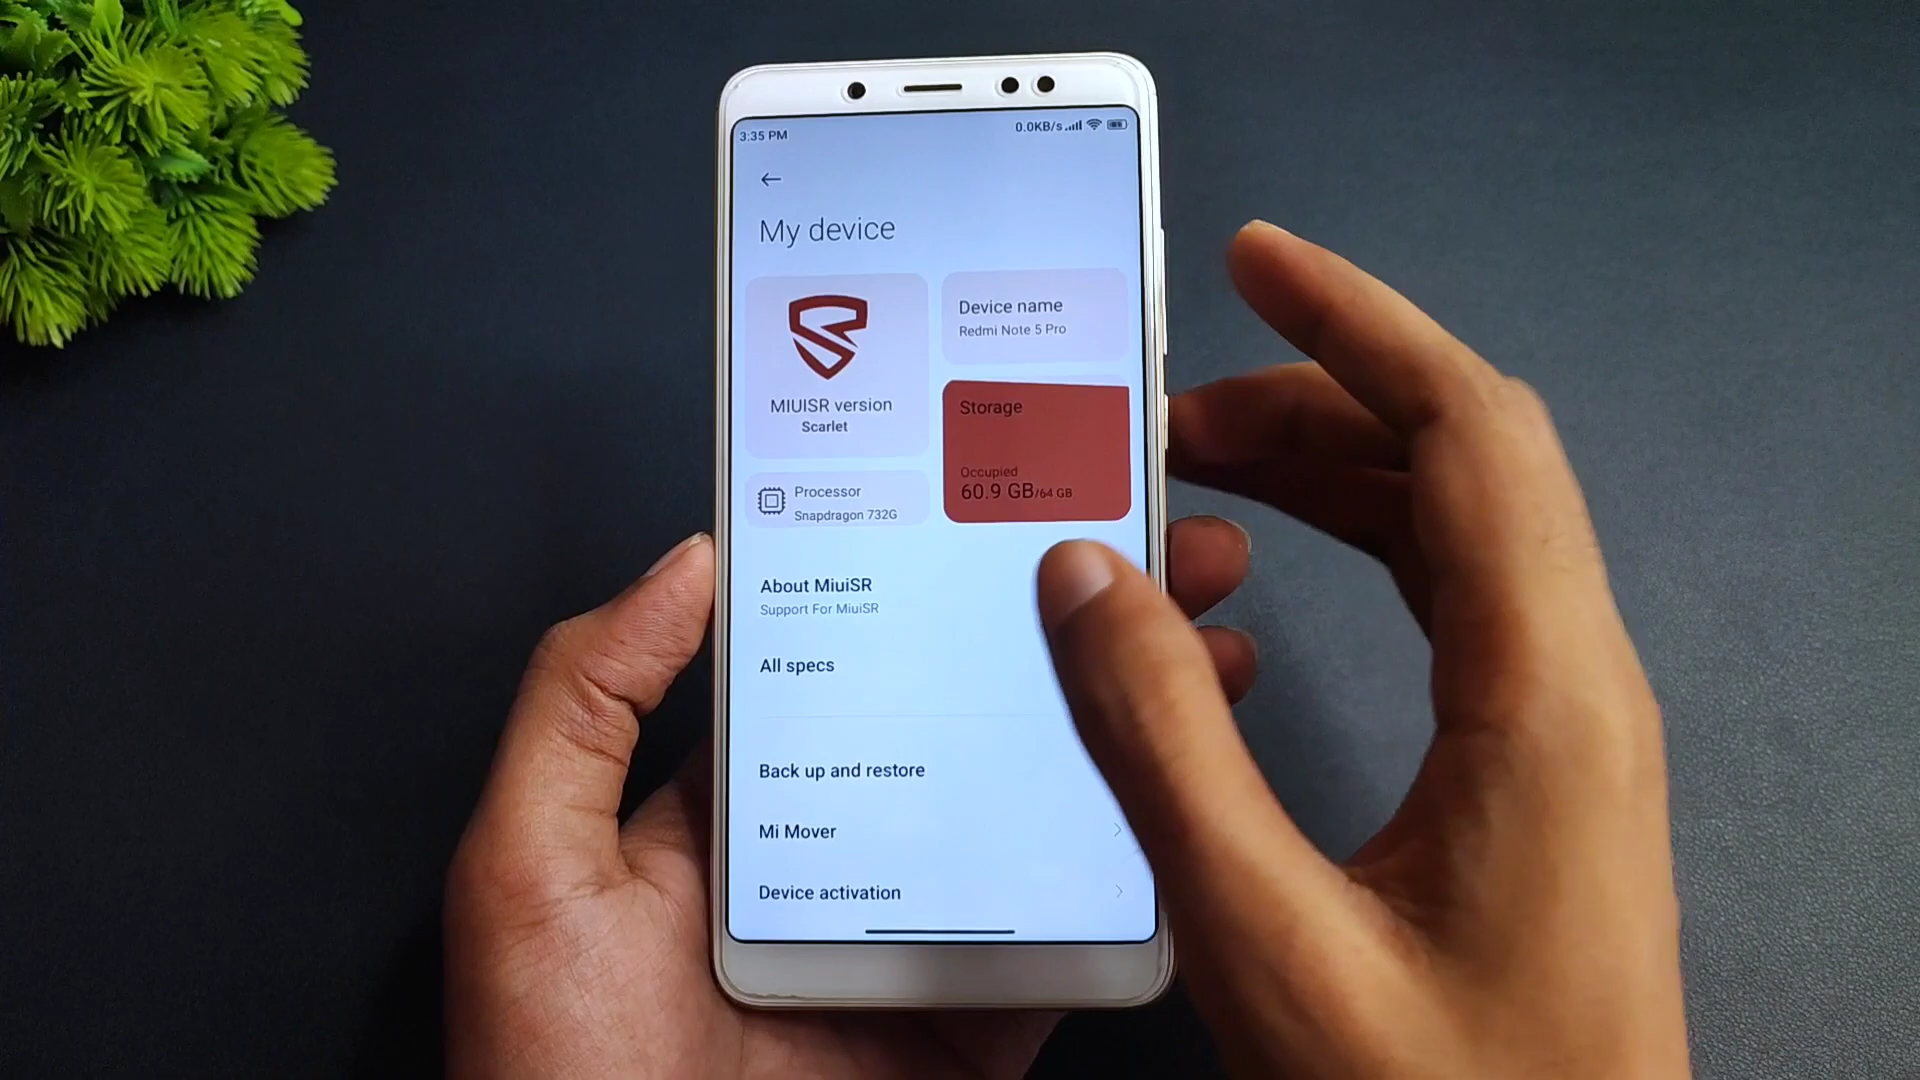 3:35 PM
0.0KB/s
My device
MIUISR version
Scarlet
Device name
Redmi Note 5 Pro
Storage
Occupied
60.9 GB/64 GB
Processor
Snapdragon 732G
About MiuiSR
Support For MiuiSR
All specs
Back up and restore
Mi Mover
Device activation